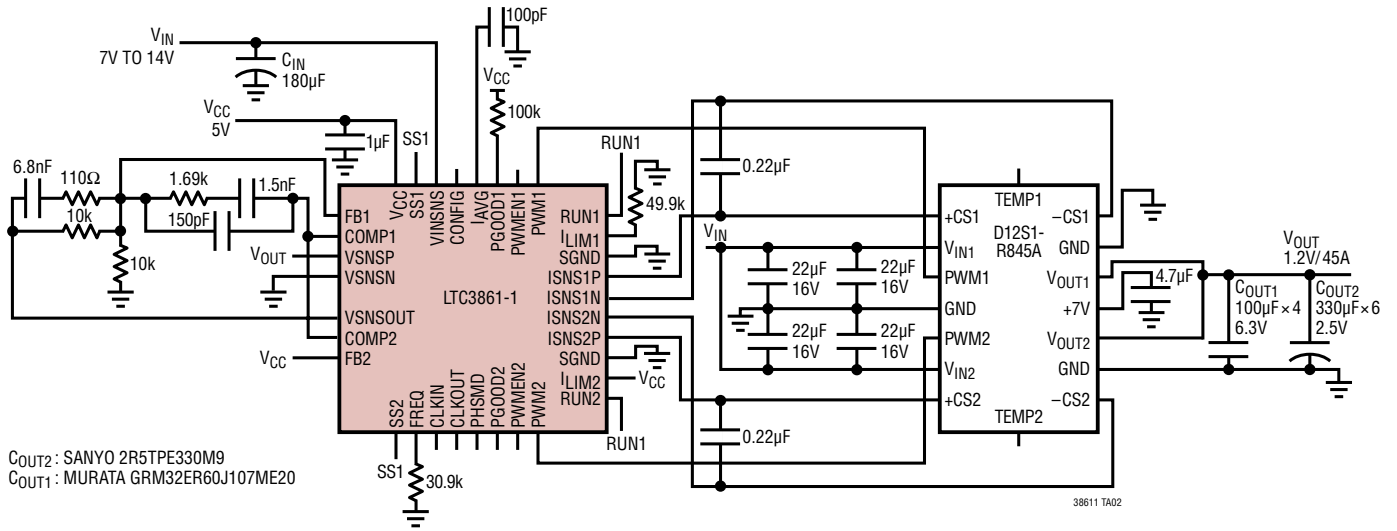 100pF
VIN
7V TO 14V
CIN
180µF
VCC
100k
VCC
5V
1µF
SS1
RUN1
0.22µF
6.8nF
110Ω
1.69k
1.5nF
150pF
10k
10k
49.9k
VOUT
VCC
VCC
SS1
VINSNS
CONFIG
IAVG
PGOOD1
PWMEN1
PWM1
FB1
COMP1
VSNSP
VSNSN
VSNSOUT
COMP2
FB2
LTC3861-1
RUN1
ILIM1
SGND
ISNS1P
ISNS1N
ISNS2N
ISNS2P
SGND
ILIM2
RUN2
SS2
FREQ
CLKIN
CLKOUT
PHSMD
PGOOD2
PWMEN2
PWM2
VCC
RUN1
SS1
30.9k
VIN
22µF
16V
22µF
16V
22µF
16V
22µF
16V
0.22µF
TEMP1
D12S1-
R845A
+CS1
VIN1
PWM1
GND
PWM2
VIN2
+CS2
–CS1
GND
VOUT1
+7V
VOUT2
GND
–CS2
TEMP2
4.7µF
VOUT
1.2V/45A
COUT1
100µF×4
6.3V
COUT2
330µF×6
2.5V
COUT2: SANYO 2R5TPE330M9
COUT1: MURATA GRM32ER60J107ME20
38611 TA02